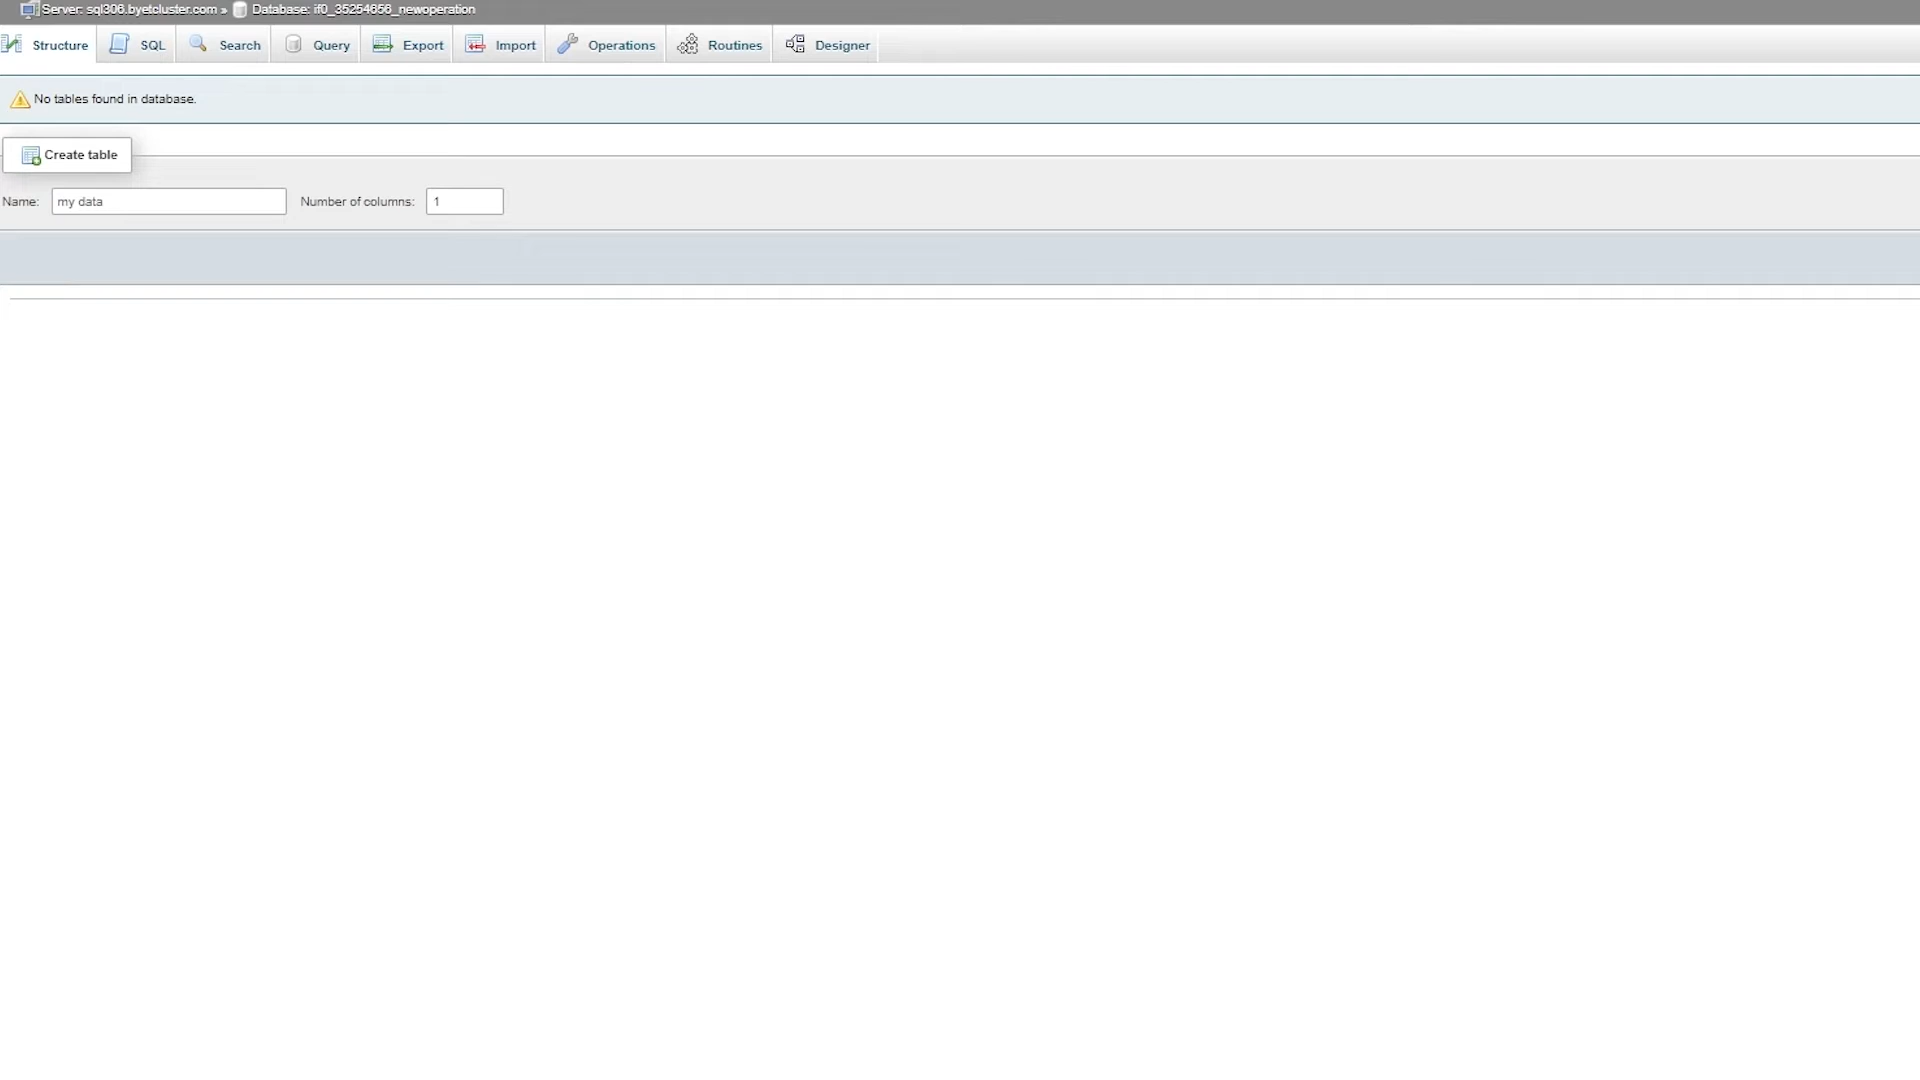 Server: sql306.byetcluster.com » Database: if0_35254656_newoperation
Structure SQL Search Query Export Import Operations Routines Designer
No tables found in database.
Create table
Name: my data Number of columns: 1